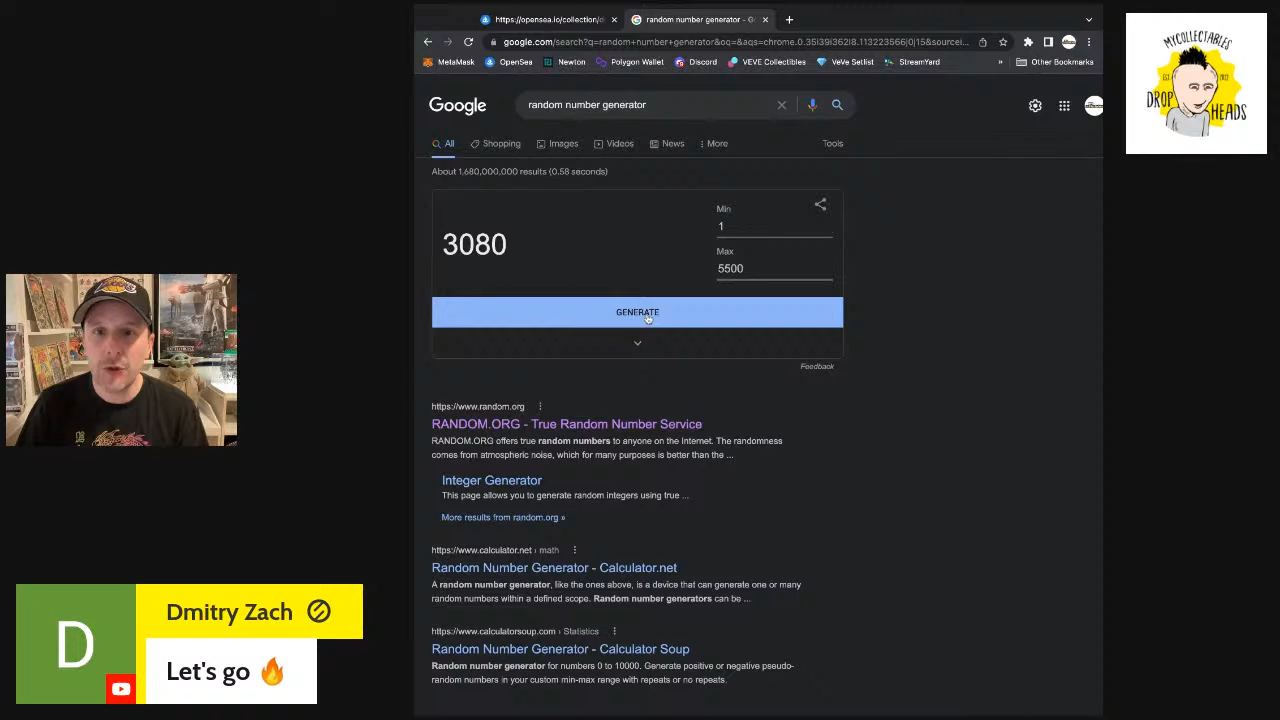 https://opensea.io/collection/d
random number generator - G
google.com/search?q=random+number+generator&oq=&aqs=chrome.0.35i39i362l8.113223566j0j15&sourcei...
MetaMask
OpenSea
Newton
Polygon Wallet
Discord
VEVE Collectibles
VeVe Setlist
StreamYard
»
Other Bookmarks
Google
random number generator
All
Shopping
Images
Videos
News
More
Tools
About 1,680,000,000 results (0.58 seconds)
3080
Min
1
Max
5500
GENERATE
Feedback
https://www.random.org
RANDOM.ORG - True Random Number Service
RANDOM.ORG offers true random numbers to anyone on the Internet. The randomness
comes from atmospheric noise, which for many purposes is better than the ...
Integer Generator
This page allows you to generate random integers using true ...
More results from random.org »
https://www.calculator.net › math
Random Number Generator - Calculator.net
A random number generator, like the ones above, is a device that can generate one or many
random numbers within a defined scope. Random number generators can be ...
https://www.calculatorsoup.com › Statistics
Random Number Generator - Calculator Soup
Random number generator for numbers 0 to 10000. Generate positive or negative pseudo-
random numbers in your custom min-max range with repeats or no repeats.
MYCOLLECTABLES
DROP HEADS
D
Dmitry Zach
Let's go 🔥